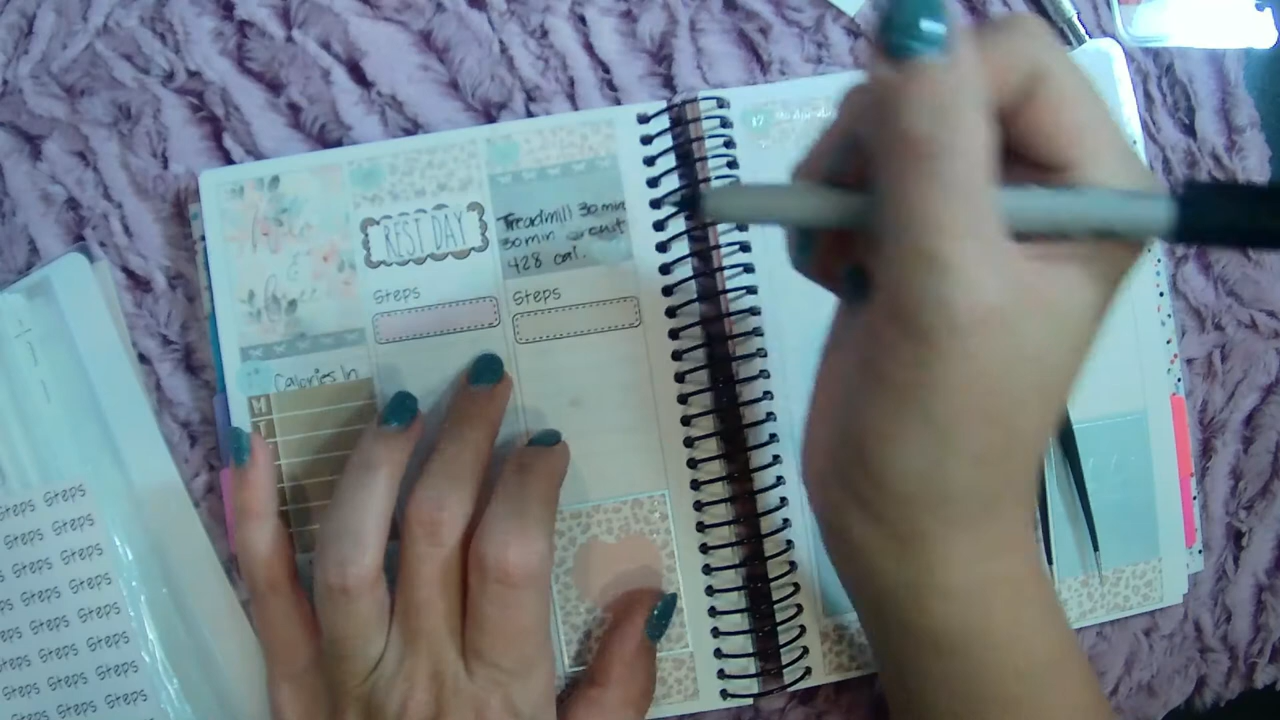 REST DAY
Treadmill 30 min
30 min circuit
428 cal.
Steps
Steps
Calories In
M
T
Steps Steps
Steps Steps
Steps Steps
Steps Steps
Steps Steps
Steps Steps
Steps Steps
Steps Steps